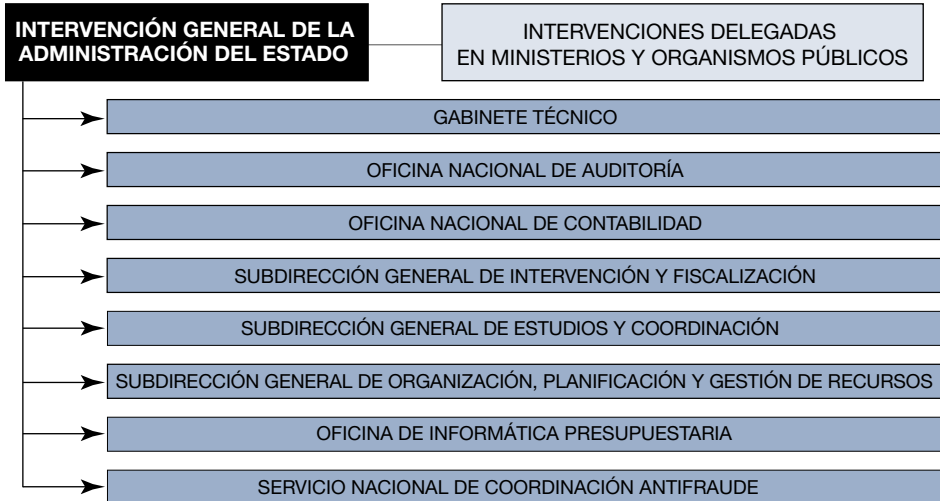 INTERVENCIÓN GENERAL DE LA
ADMINISTRACIÓN DEL ESTADO
INTERVENCIONES DELEGADAS
EN MINISTERIOS Y ORGANISMOS PÚBLICOS
GABINETE TÉCNICO
OFICINA NACIONAL DE AUDITORÍA
OFICINA NACIONAL DE CONTABILIDAD
SUBDIRECCIÓN GENERAL DE INTERVENCIÓN Y FISCALIZACIÓN
SUBDIRECCIÓN GENERAL DE ESTUDIOS Y COORDINACIÓN
SUBDIRECCIÓN GENERAL DE ORGANIZACIÓN, PLANIFICACIÓN Y GESTIÓN DE RECURSOS
OFICINA DE INFORMÁTICA PRESUPUESTARIA
SERVICIO NACIONAL DE COORDINACIÓN ANTIFRAUDE